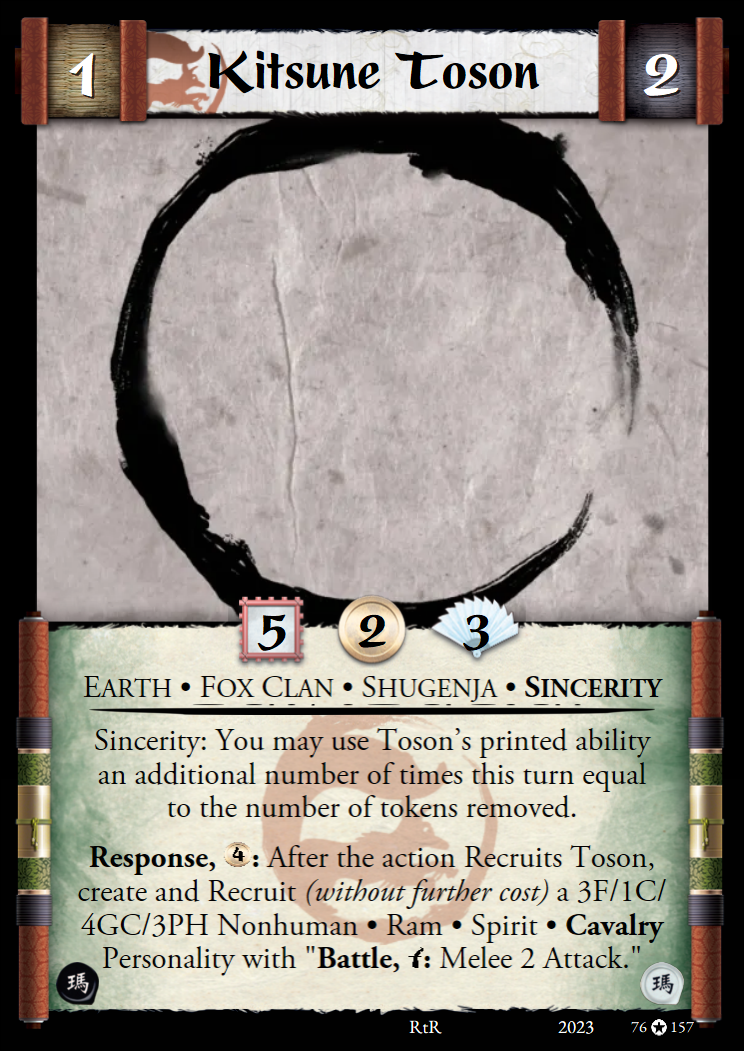 1
Kitsune Toson
2
5
2
3
EARTH • FOX CLAN • SHUGENJA • SINCERITY
Sincerity: You may use Toson's printed ability
an additional number of times this turn equal
to the number of tokens removed.
Response, 4: After the action Recruits Toson,
create and Recruit (without further cost) a 3F/1C/
4GC/3PH Nonhuman • Ram • Spirit • Cavalry
Personality with "Battle, : Melee 2 Attack."
瑪
瑪
RtR
2023
76 157